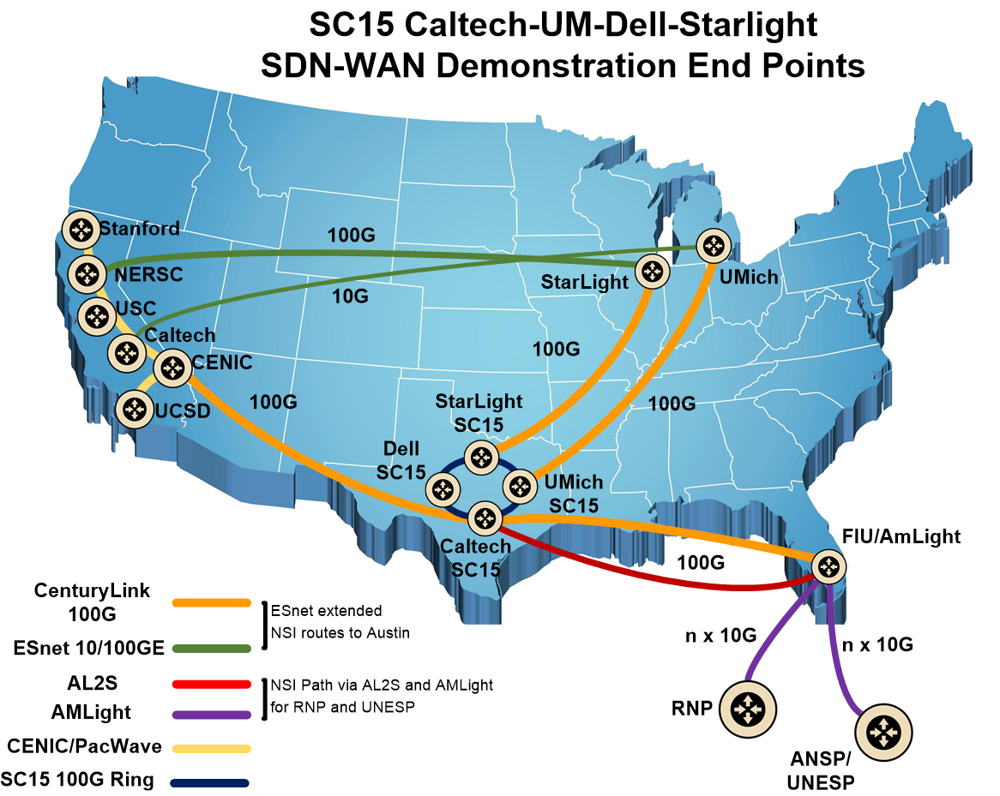 SC15 Caltech-UM-Dell-Starlight
SDN-WAN Demonstration End Points
Stanford
100G
NERSC
StarLight
UMich
10G
USC
Caltech
100G
CENIC
100G
StarLight
SC15
100G
UCSD
Dell
SC15
UMich
SC15
Caltech
SC15
FIU/AmLight
100G
CenturyLink
100G
ESnet extended
NSI routes to Austin
n x 10G
n x 10G
ESnet 10/100GE
AL2S
NSI Path via AL2S and AMLight
for RNP and UNESP
AMLight
RNP
CENIC/PacWave
ANSP/
UNESP
SC15 100G Ring